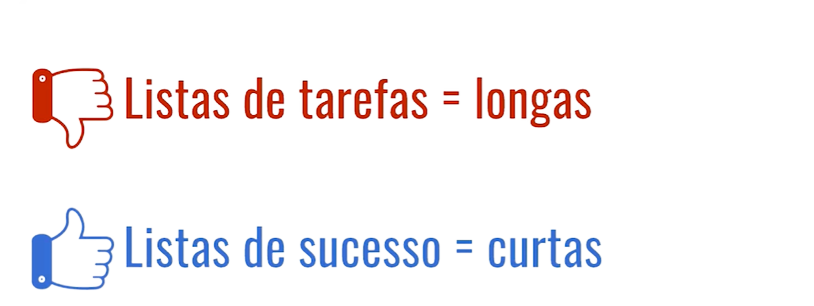 Listas de tarefas = longas
Listas de sucesso = curtas